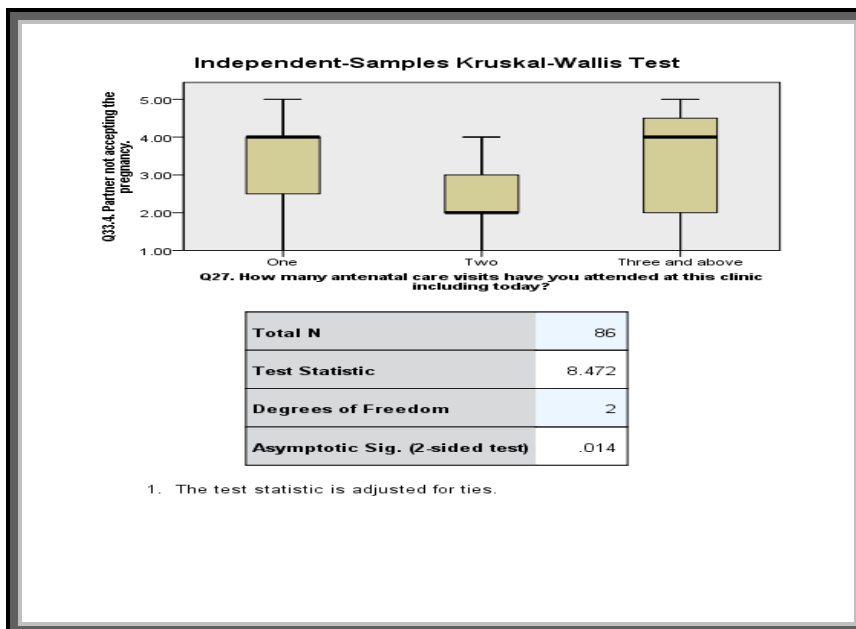 Independent-Samples Kruskal-Wallis Test
Q33.4. Partner not accepting the
pregnancy.
5.00
4.00
3.00
2.00
1.00
One Two Three and above
Q27. How many antenatal care visits have you attended at this clinic
including today?
Total N 86
Test Statistic 8.472
Degrees of Freedom 2
Asymptotic Sig. (2-sided test) .014
1. The test statistic is adjusted for ties.